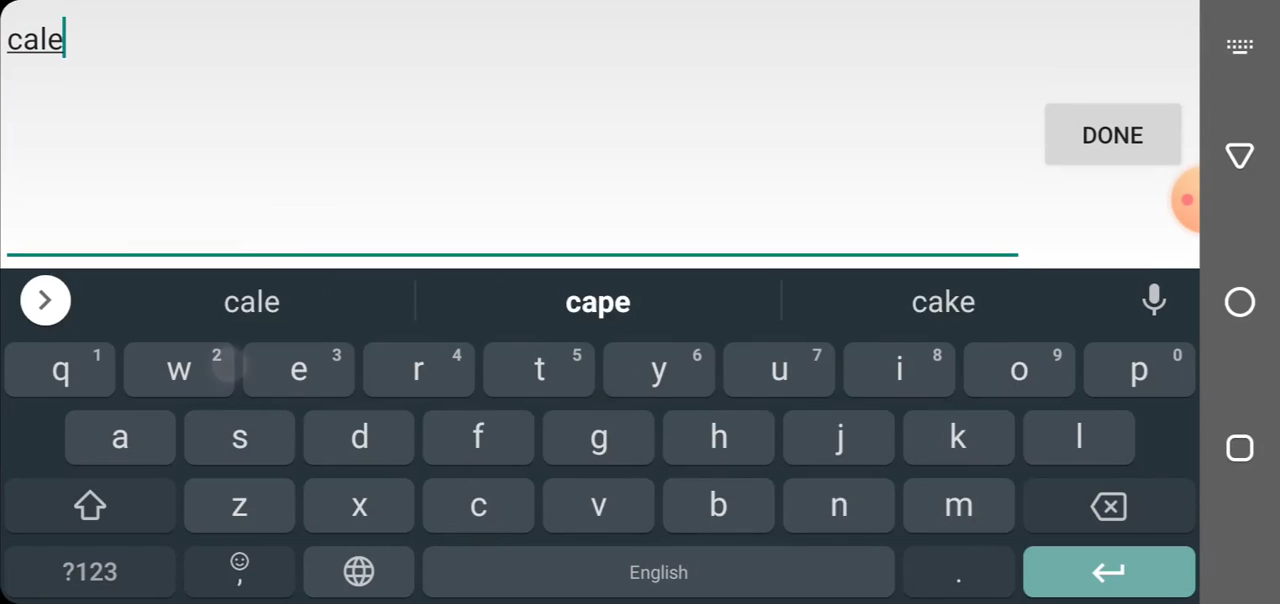 cale
DONE
cale cape cake
q 1 w 2 e 3 r 4 t 5 y 6 u 7 i 8 o 9 p 0
a s d f g h j k l
z x c v b n m
?123 , English .